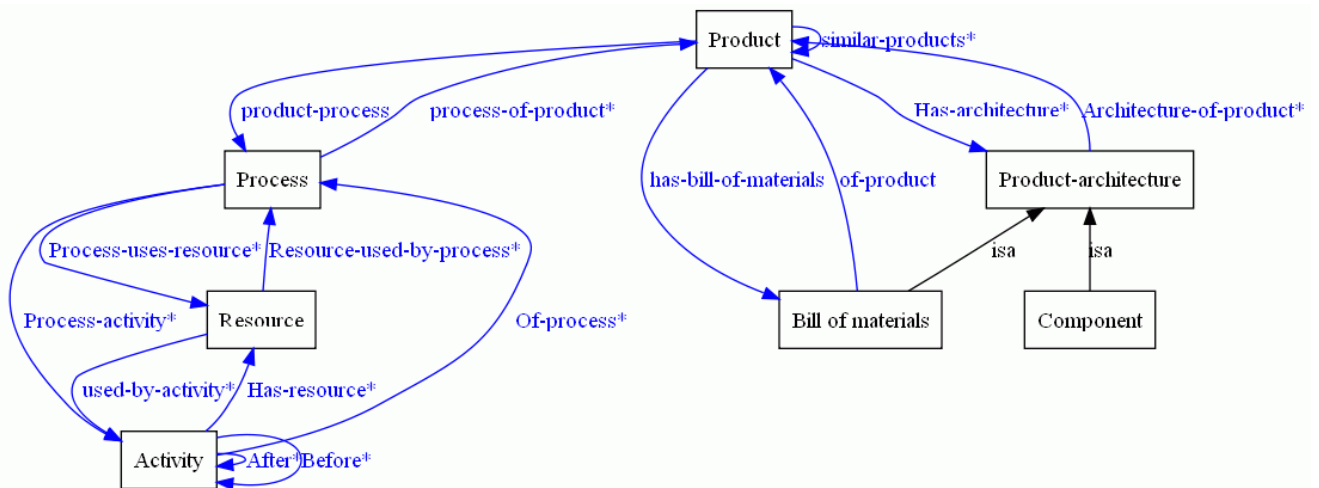 Product
similar-products*
product-process
process-of-product*
Has-architecture*
Architecture-of-product*
Process
has-bill-of-materials
of-product
Product-architecture
Process-uses-resource*
Resource-used-by-process*
isa
isa
Resource
Process-activity*
Of-process*
Bill of materials
Component
used-by-activity*
Has-resource*
Activity
After*
Before*